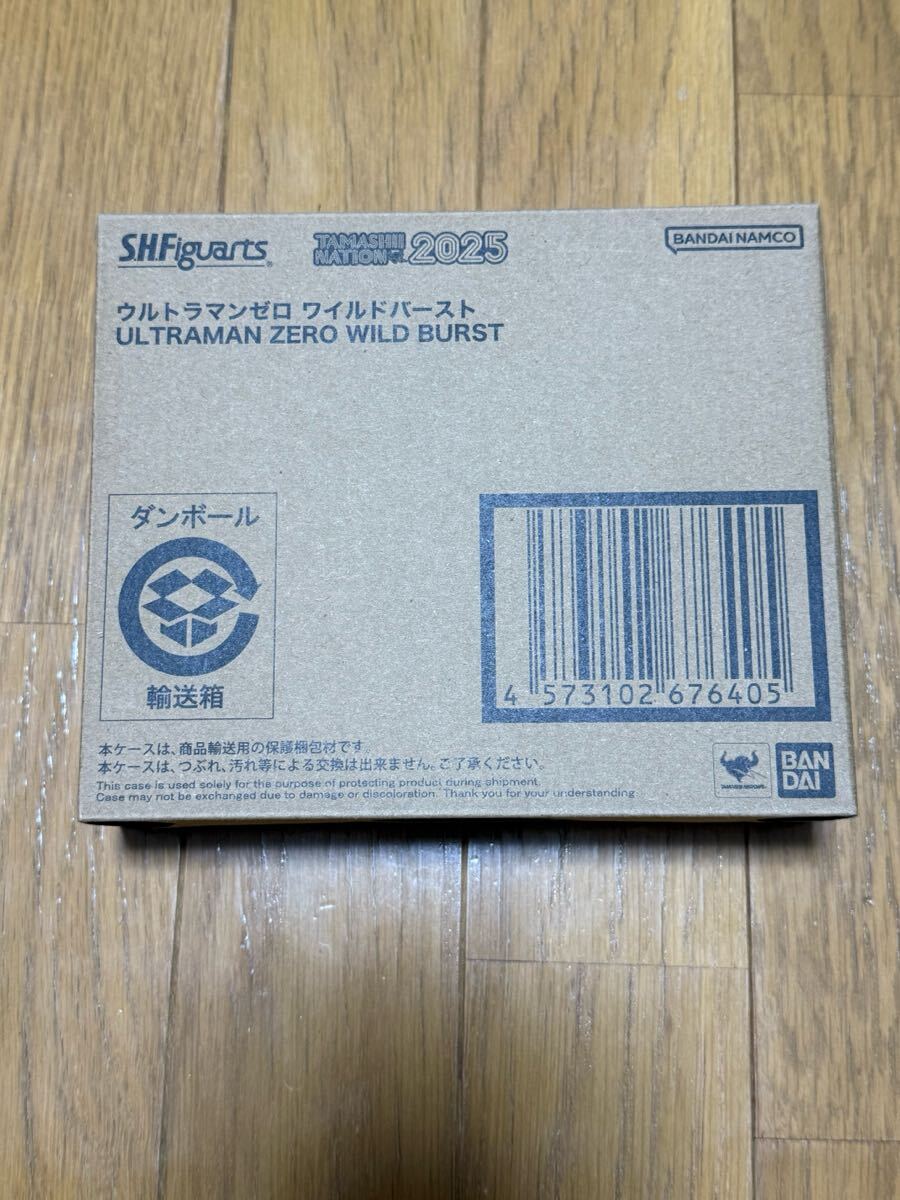 S.H.Figuarts
TAMASHII NATION 2025
BANDAI NAMCO
ウルトラマンゼロ ワイルドバースト
ULTRAMAN ZERO WILD BURST
ダンボール
輸送箱
4 573102 676405
本ケースは、商品輸送用の保護梱包材です。
本ケースは、つぶれ、汚れ等による交換は出来ません。ご了承ください。
This case is used solely for the purpose of protecting product during shipment.
Case may not be exchanged due to damage or discoloration. Thank you for your understanding.
TAMASHII NATIONS
BAN
DAI